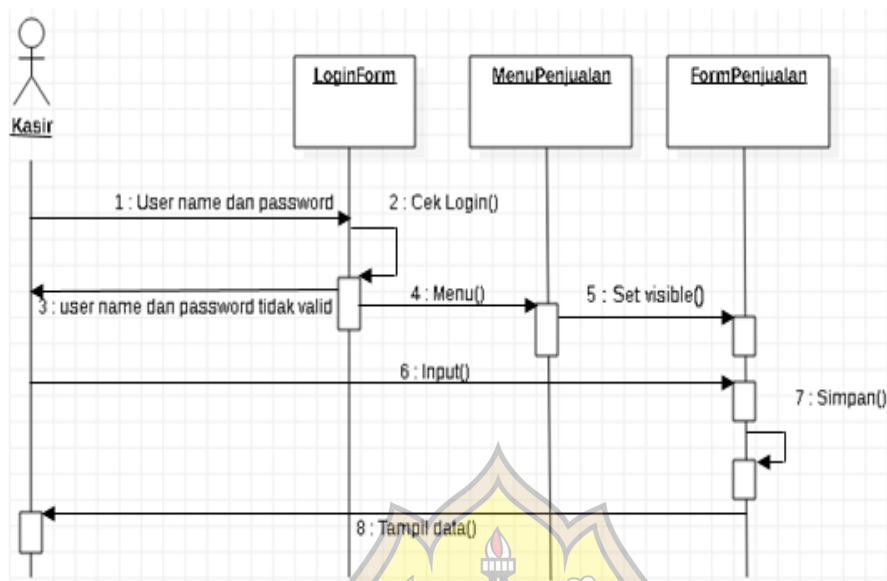 Kasir
LoginForm
MenuPenjualan
FormPenjualan
1 : User name dan password
2 : Cek Login()
3 : user name dan password tidak valid
4 : Menu()
5 : Set visible()
6 : Input()
7 : Simpan()
8 : Tampil data()